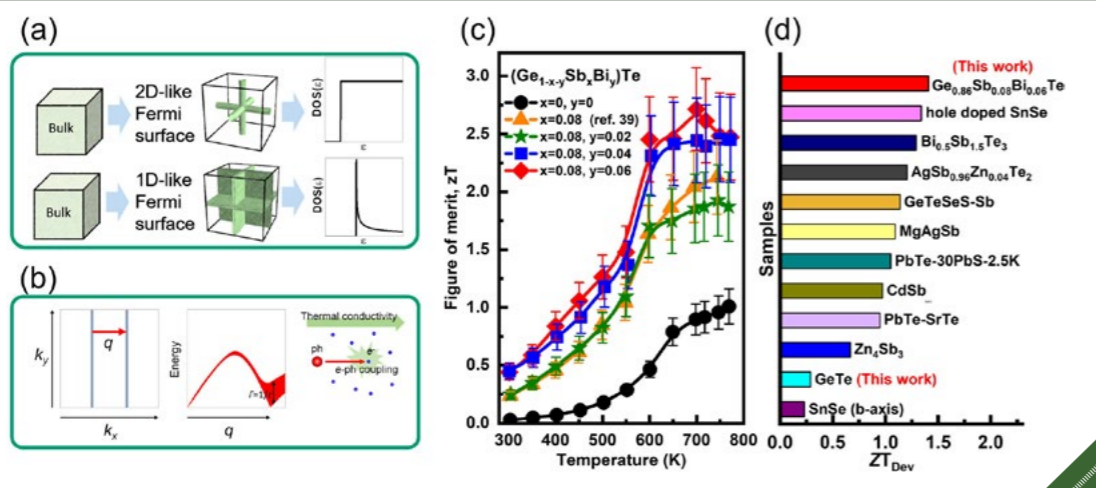 (a)
Bulk
2D-like
Fermi
surface
DOS(ε)
ε
Bulk
1D-like
Fermi
surface
DOS(ε)
ε
(b)
k_y
q
k_x
Energy
q
Thermal conductivity
ph
e-
e-ph coupling
(c)
(Ge1-x-ySbxBiy)Te
x=0, y=0
x=0.08 (ref. 39)
x=0.08, y=0.02
x=0.08, y=0.04
x=0.08, y=0.06
Figure of merit, zT
3.0
2.5
2.0
1.5
1.0
0.5
0.0
300 400 500 600 700 800
Temperature (K)
(d)
Samples
(This work)
Ge0.86Sb0.08Bi0.06Te
hole doped SnSe
Bi0.5Sb1.5Te3
AgSb0.96Zn0.04Te2
GeTeSeS-Sb
MgAgSb
PbTe-30PbS-2.5K
CdSb
PbTe-SrTe
Zn4Sb3
GeTe (This work)
SnSe (b-axis)
0.0 0.5 1.0 1.5 2.0
ZTDev